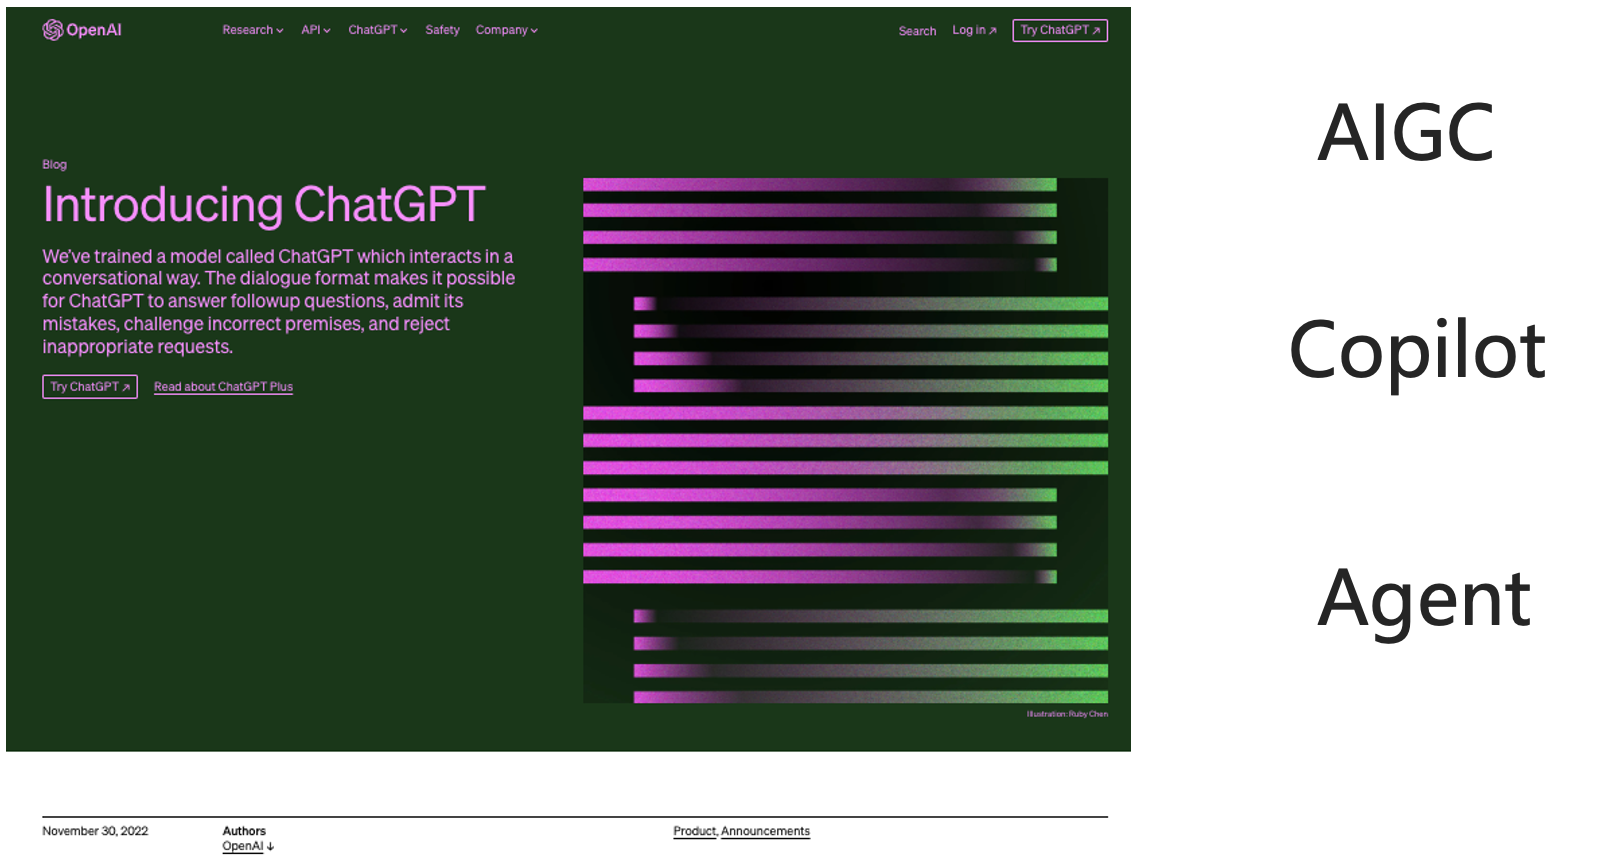 OpenAI
Research API ChatGPT Safety Company
Search Log in ↗ Try ChatGPT ↗
Blog
Introducing ChatGPT
We've trained a model called ChatGPT which interacts in a
conversational way. The dialogue format makes it possible
for ChatGPT to answer followup questions, admit its
mistakes, challenge incorrect premises, and reject
inappropriate requests.
Try ChatGPT ↗ Read about ChatGPT Plus
Illustration: Ruby Chen
November 30, 2022
Authors
OpenAI ↓
Product, Announcements
AIGC
Copilot
Agent